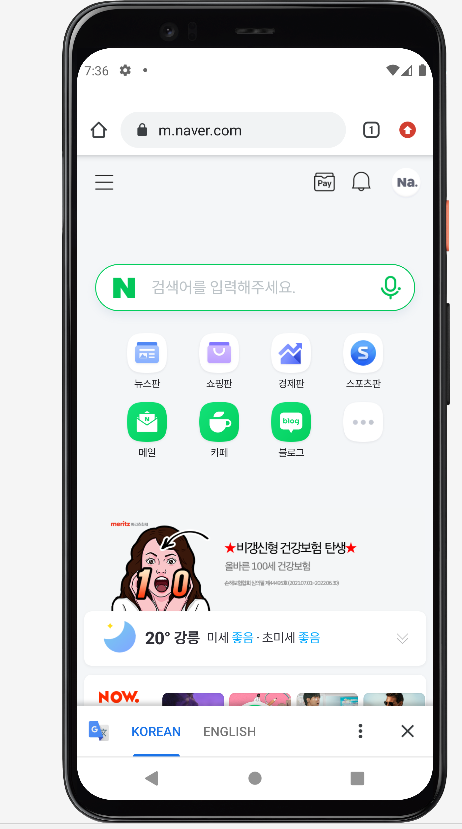 7:36
m.naver.com
1
Pay
Na.
N
검색어를 입력해주세요.
뉴스판
쇼핑판
경제판
S
스포츠판
N
메일
카페
blog
블로그
meritz
★비갱신형 건강보험 탄생★
올바른 100세 건강보험
10
20° 강릉 미세 좋음 · 초미세 좋음
NOW.
G 文
KOREAN
ENGLISH